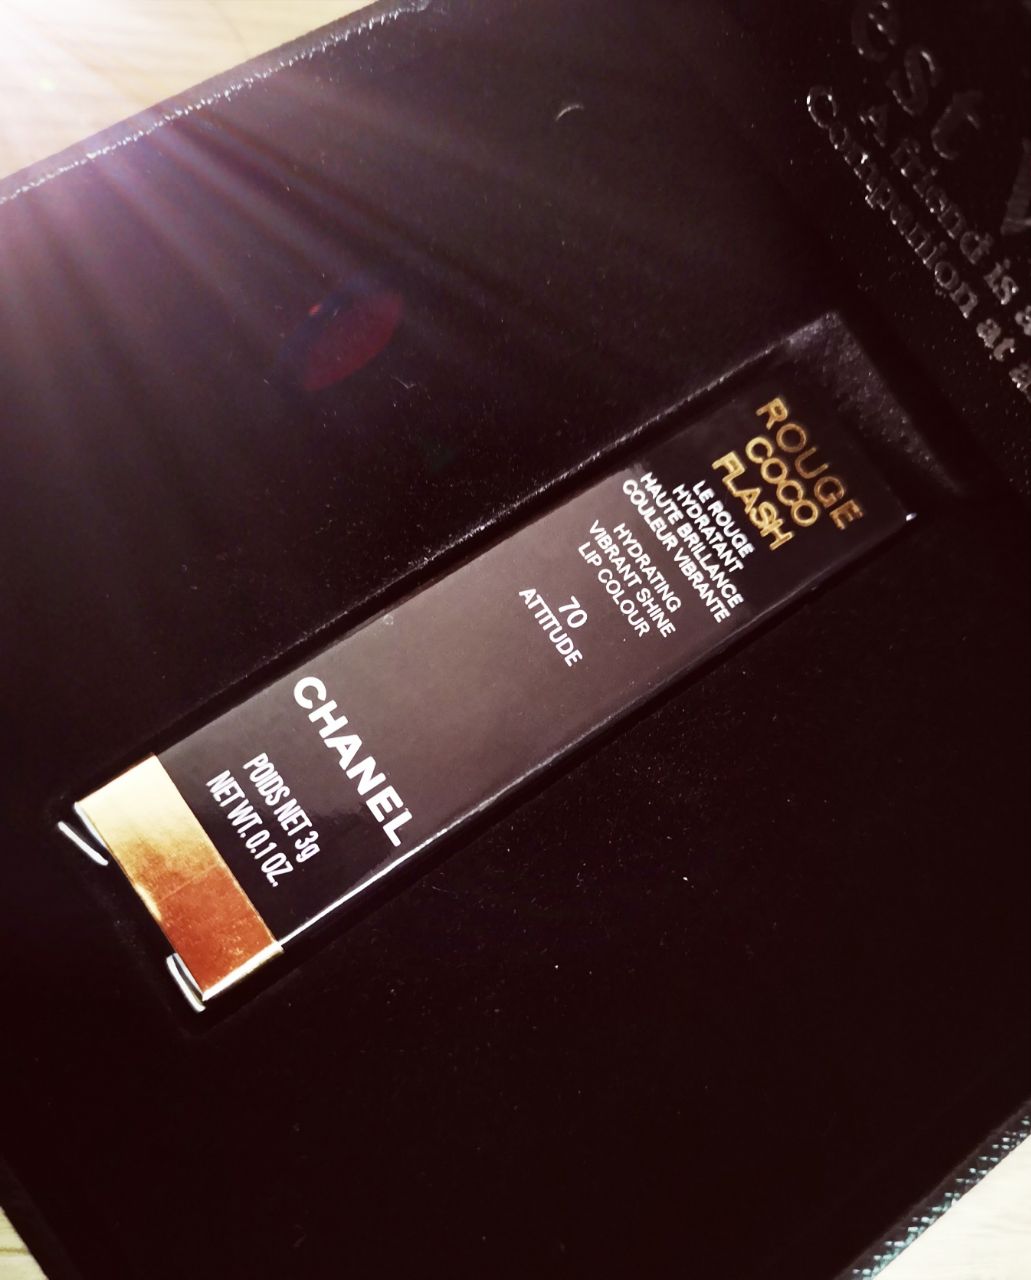 ROUGE
COCO
FLASH
LE ROUGE
HYDRATANT
HAUTE BRILLANCE
COULEUR VIBRANTE
HYDRATING
VIBRANT SHINE
LIP COLOUR
70
ATTITUDE
CHANEL
POIDS NET 3g
NET WT. 0.1 OZ.
A friend is a
Companion at